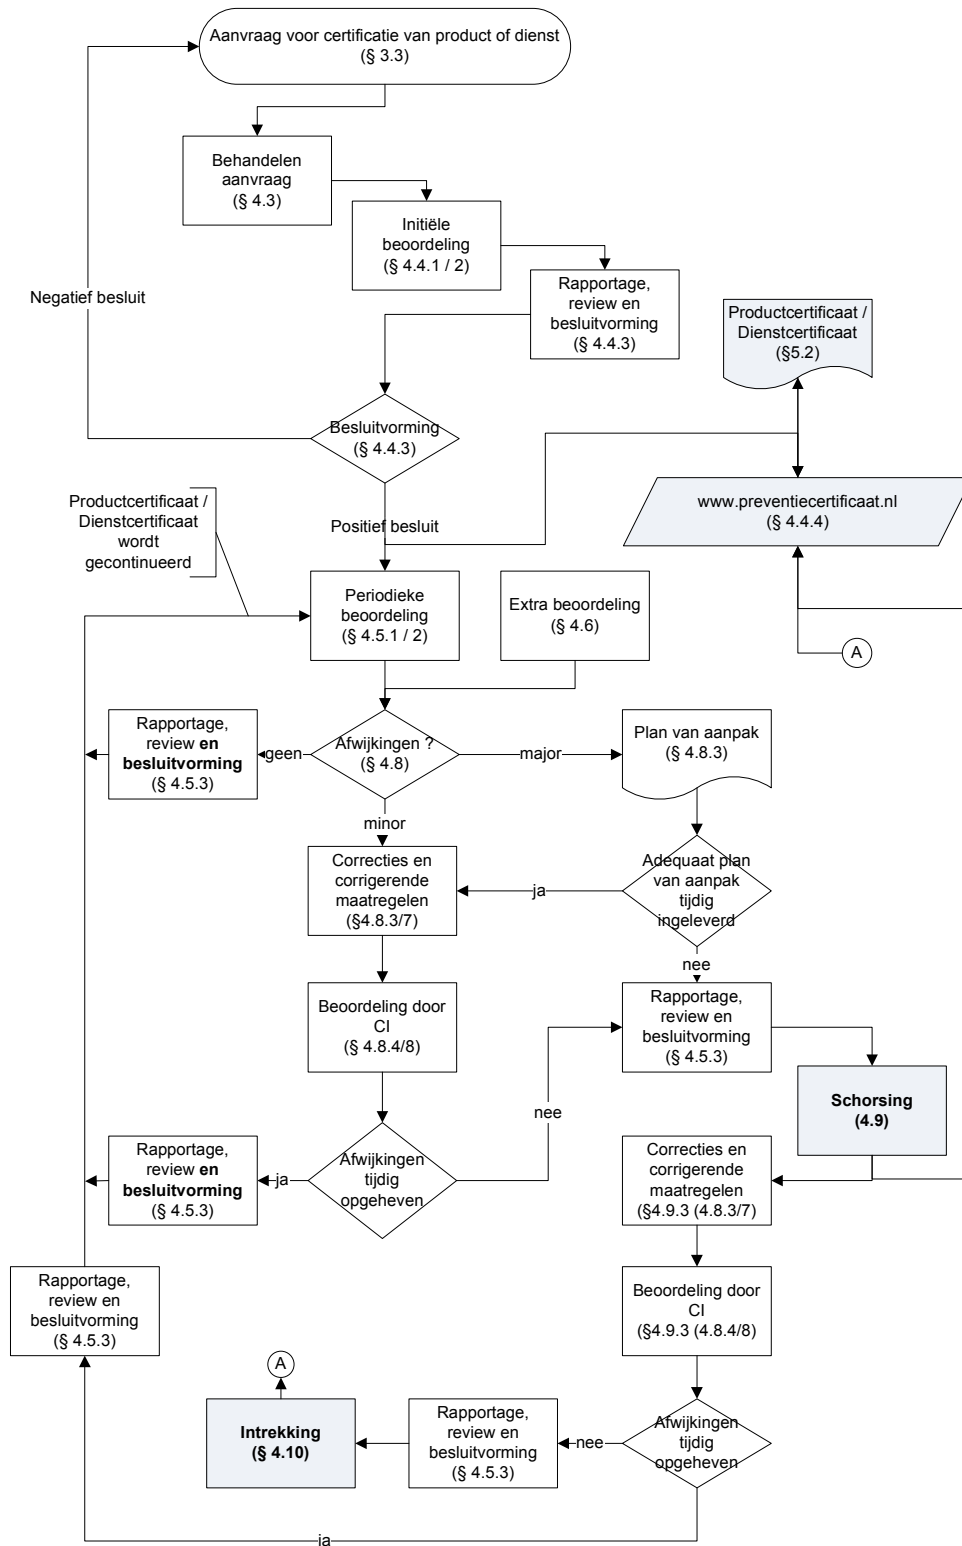 Aanvraag voor certificatie van product of dienst
(§ 3.3)
Behandelen
aanvraag
(§ 4.3)
Initiële
beoordeling
(§ 4.4.1 / 2)
Negatief besluit
Rapportage,
review en
besluitvorming
(§ 4.4.3)
Productcertificaat /
Dienstcertificaat
(§5.2)
Besluitvorming
(§ 4.4.3)
Productcertificaat /
Dienstcertificaat
wordt
gecontinueerd
Positief besluit
www.preventiecertificaat.nl
(§ 4.4.4)
Periodieke
beoordeling
(§ 4.5.1 / 2)
Extra beoordeling
(§ 4.6)
A
Rapportage,
review en
besluitvorming
(§ 4.5.3)
geen
Afwijkingen ?
(§ 4.8)
major
Plan van aanpak
(§ 4.8.3)
minor
Correcties en
corrigerende
maatregelen
(§4.8.3/7)
ja
Adequaat plan
van aanpak
tijdig
ingeleverd
nee
Beoordeling door
CI
(§ 4.8.4/8)
Rapportage,
review en
besluitvorming
(§ 4.5.3)
Schorsing
(4.9)
nee
Rapportage,
review en
besluitvorming
(§ 4.5.3)
ja
Afwijkingen
tijdig
opgeheven
Correcties en
corrigerende
maatregelen
(§4.9.3 (4.8.3/7)
Rapportage,
review en
besluitvorming
(§ 4.5.3)
Beoordeling door
CI
(§4.9.3 (4.8.4/8)
A
Intrekking
(§ 4.10)
Rapportage,
review en
besluitvorming
(§ 4.5.3)
nee
Afwijkingen
tijdig
opgeheven
ja